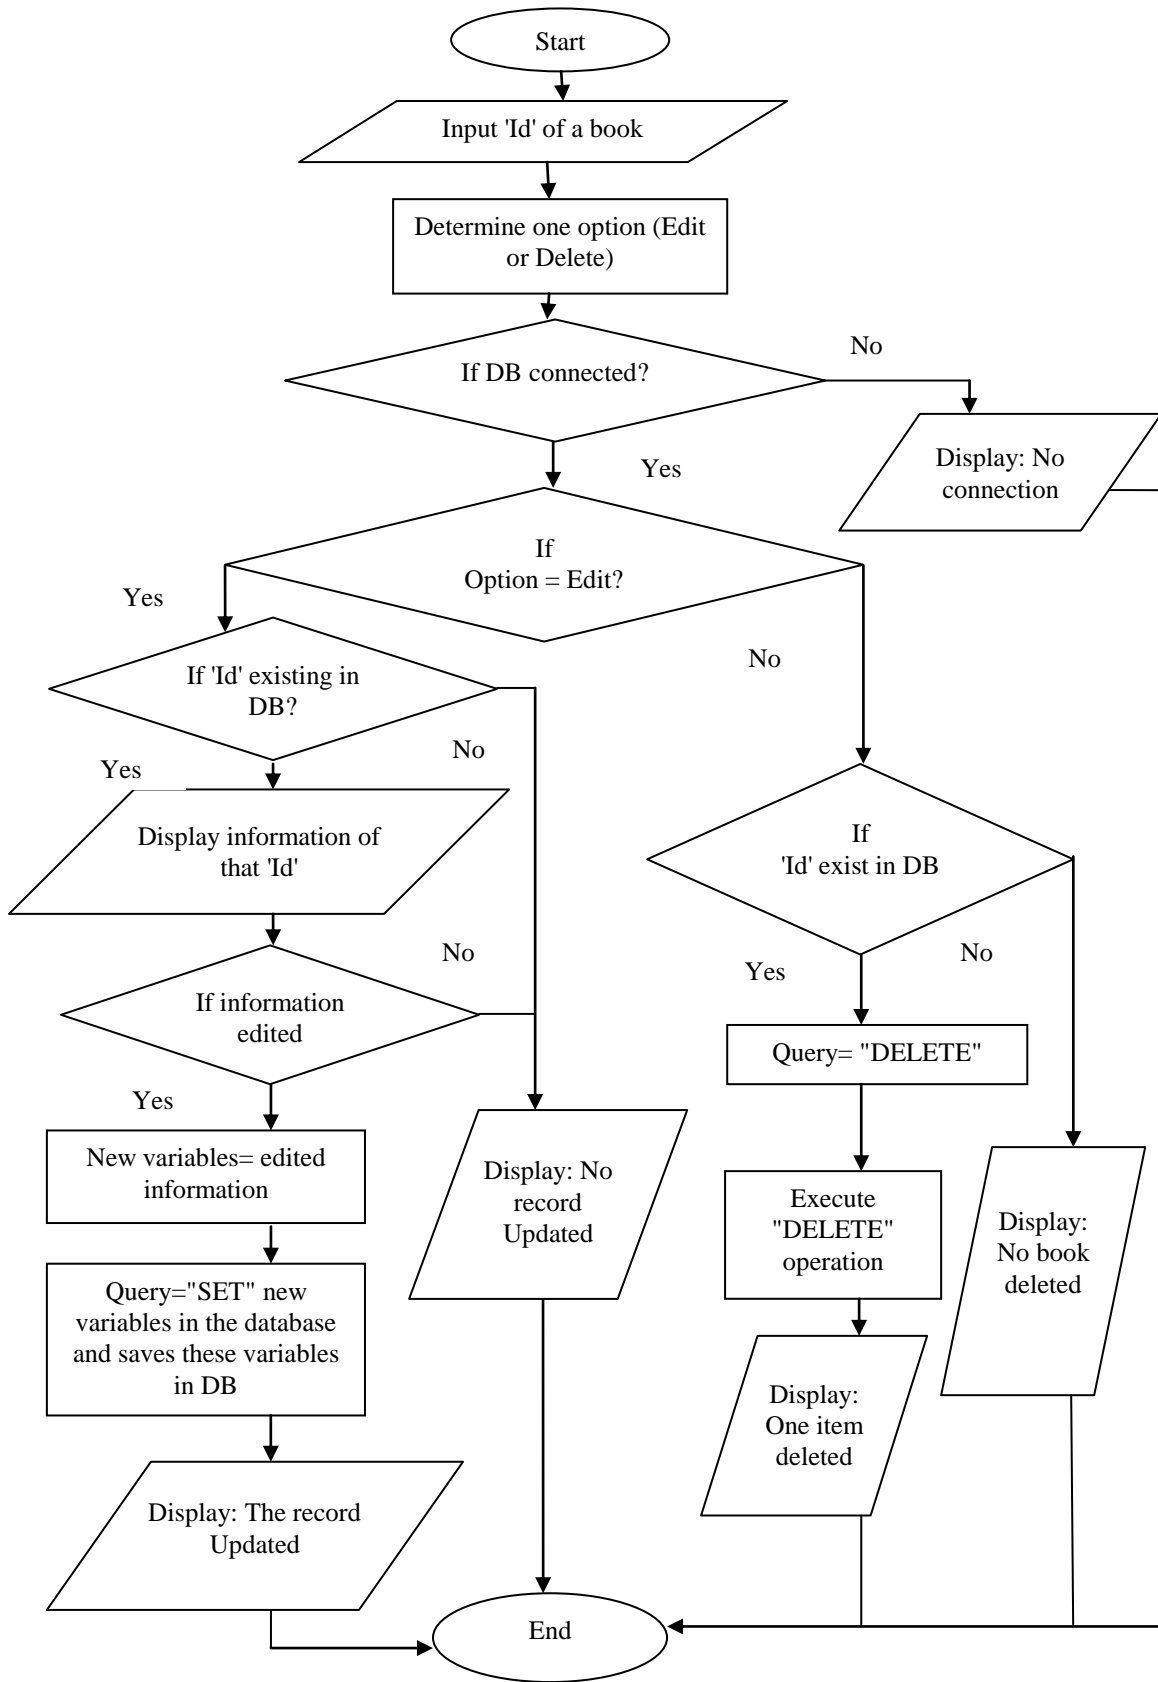 Start
Input 'Id' of a book
Determine one option (Edit
or Delete)
If DB connected?
No
Display: No
connection
Yes
If
Option = Edit?
Yes
No
If 'Id' existing in
DB?
No
Yes
Display information of
that 'Id'
If
'Id' exist in DB
No
Yes
No
If information
edited
Yes
Query= "DELETE"
New variables= edited
information
Display: No
record
Updated
Execute
"DELETE"
operation
Display:
No book
deleted
Query="SET" new
variables in the database
and saves these variables
in DB
Display:
One item
deleted
Display: The record
Updated
End